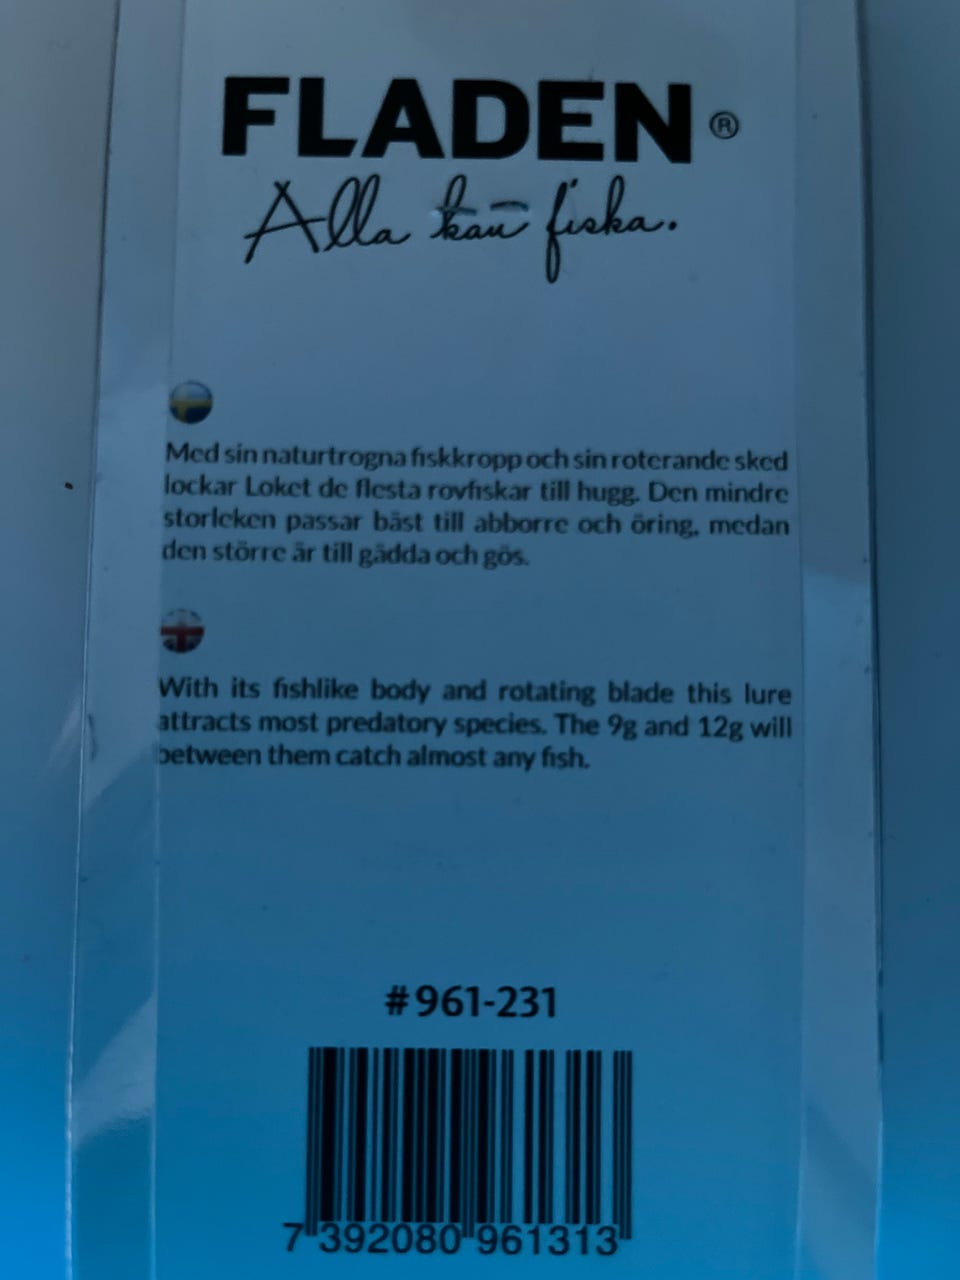 FLADEN®
Alla kan fiska.
Med sin naturtrogna fiskkropp och sin roterande sked
lockar Loket de flesta rovfiskar till hugg. Den mindre
storleken passar bäst till abborre och öring, medan
den större är till gädda och gös.
With its fishlike body and rotating blade this lure
attracts most predatory species. The 9g and 12g will
between them catch almost any fish.
#961-231
7 392080 961313